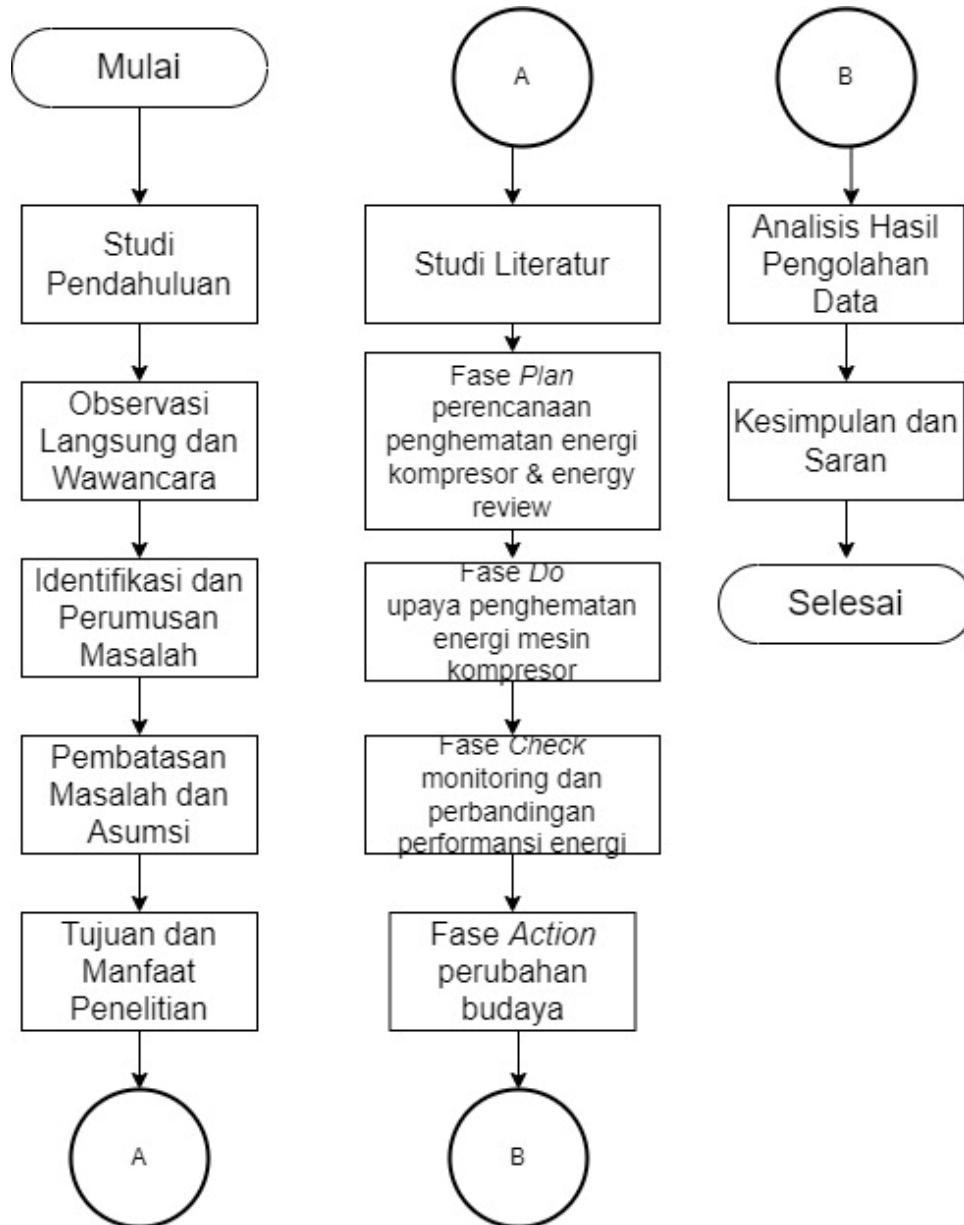 Mulai
Studi
Pendahuluan
Observasi
Langsung dan
Wawancara
Identifikasi dan
Perumusan
Masalah
Pembatasan
Masalah dan
Asumsi
Tujuan dan
Manfaat
Penelitian
A
A
Studi Literatur
Fase Plan
perencanaan
penghematan energi
kompresor & energy
review
Fase Do
upaya penghematan
energi mesin
kompresor
Fase Check
monitoring dan
perbandingan
performansi energi
Fase Action
perubahan
budaya
B
B
Analisis Hasil
Pengolahan
Data
Kesimpulan dan
Saran
Selesai